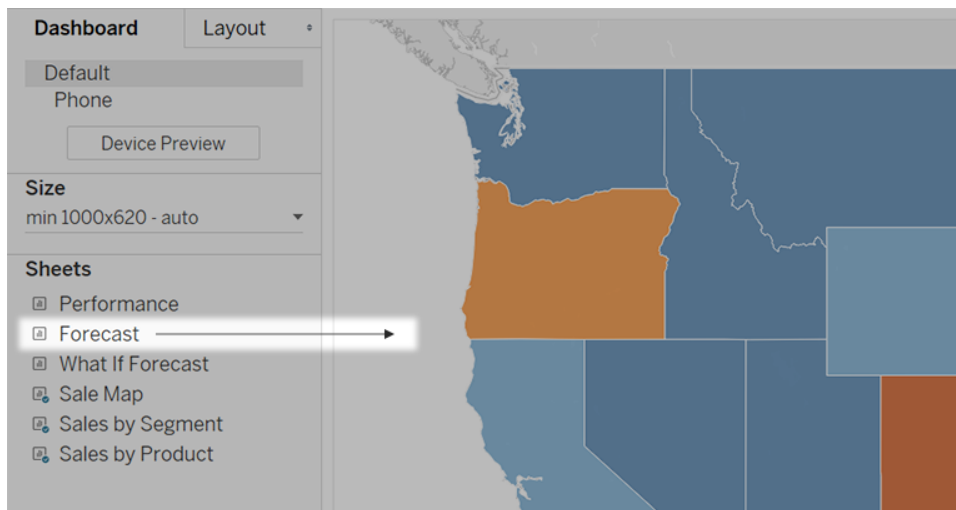 Dashboard Layout
Default
Phone
Device Preview
Size
min 1000x620 - auto
Sheets
Performance
Forecast
What If Forecast
Sale Map
Sales by Segment
Sales by Product